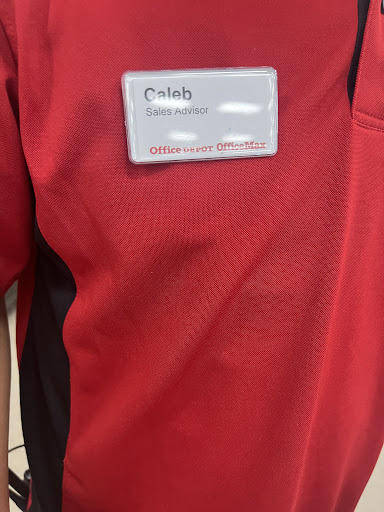 Caleb
Sales Advisor
Office DEPOT OfficeMax